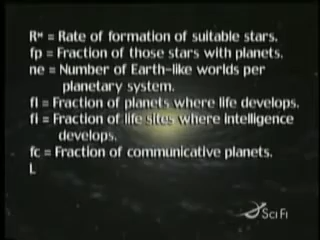 R* = Rate of formation of suitable stars.
fp = Fraction of those stars with planets.
ne = Number of Earth-like worlds per
planetary system.
fl = Fraction of planets where life develops.
fi = Fraction of life sites where intelligence
develops.
fc = Fraction of communicative planets.
L
Sci Fi